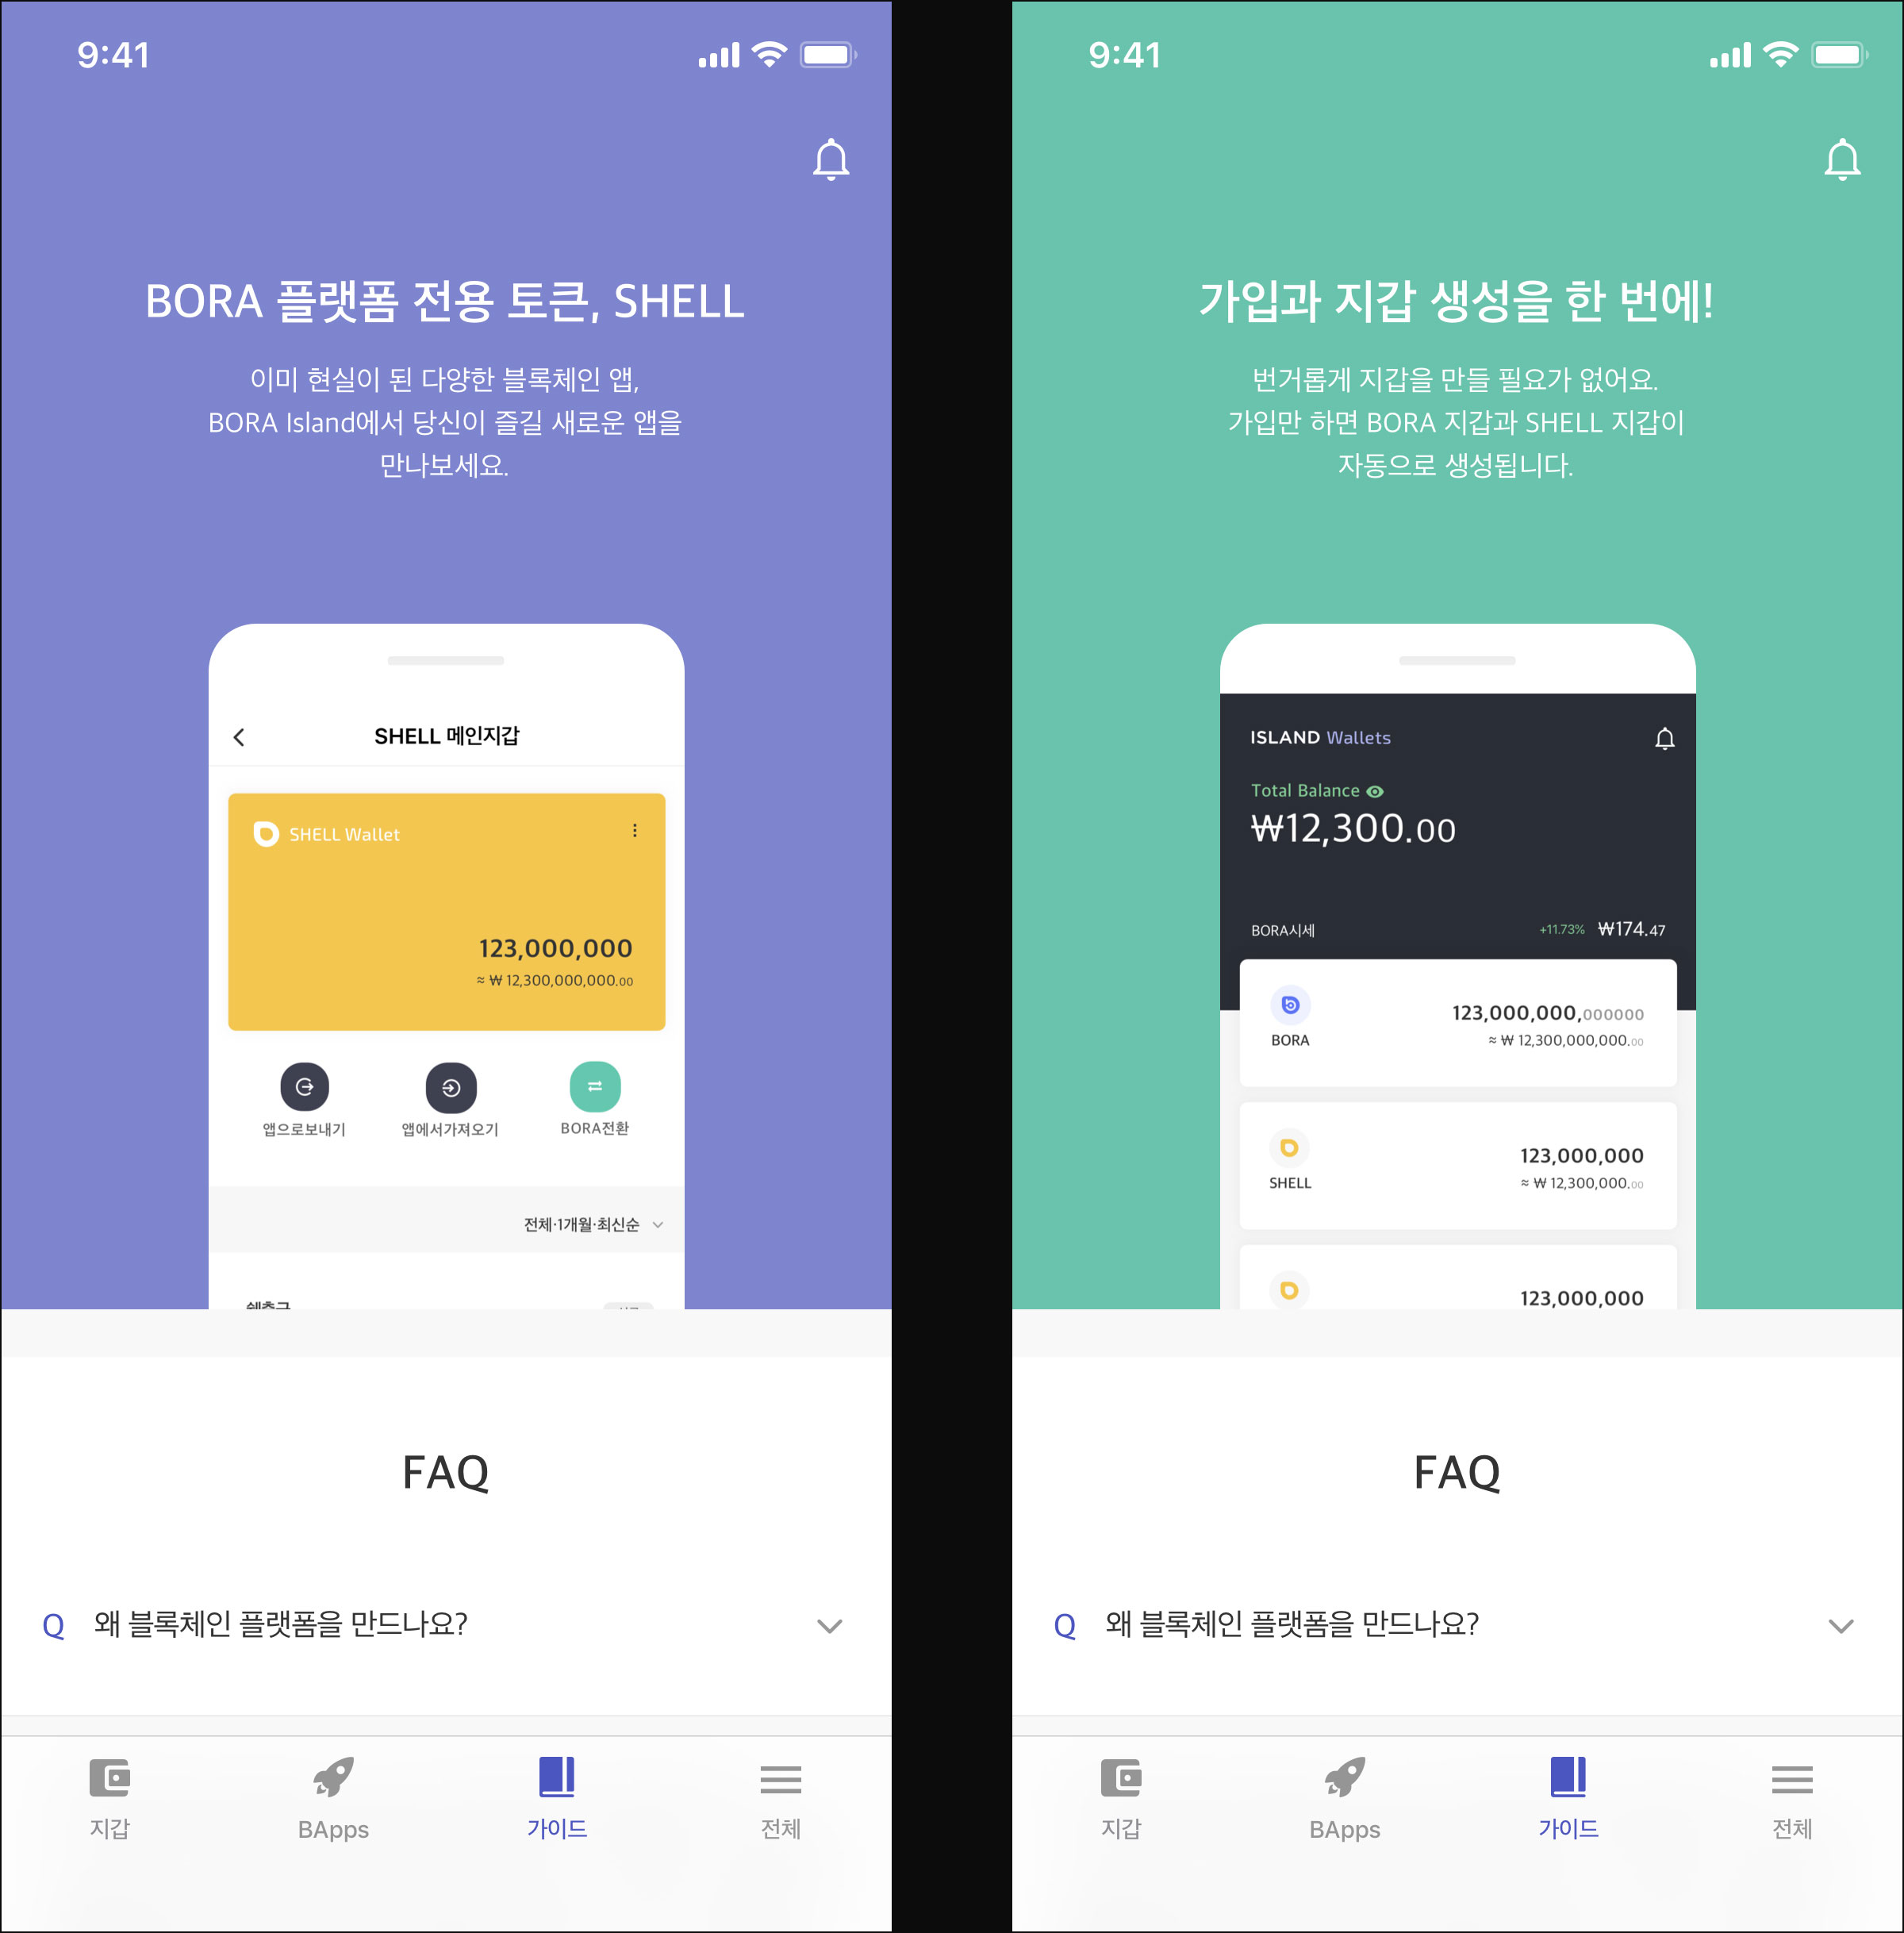 9:41
BORA 플랫폼 전용 토큰, SHELL
이미 현실이 된 다양한 블록체인 앱,
BORA Island에서 당신이 즐길 새로운 앱을
만나보세요.
SHELL 메인지갑
SHELL Wallet
123,000,000
≈ ₩ 12,300,000,000.00
앱으로보내기 앱에서가져오기 BORA전환
전체·1개월·최신순
FAQ
Q 왜 블록체인 플랫폼을 만드나요?
지갑 BApps 가이드 전체
9:41
가입과 지갑 생성을 한 번에!
번거롭게 지갑을 만들 필요가 없어요.
가입만 하면 BORA 지갑과 SHELL 지갑이
자동으로 생성됩니다.
ISLAND Wallets
Total Balance
₩12,300.00
BORA시세 +11.73% ₩174.47
123,000,000,000000
BORA ≈ ₩ 12,300,000,000.00
123,000,000
SHELL ≈ ₩ 12,300,000.00
123,000,000
FAQ
Q 왜 블록체인 플랫폼을 만드나요?
지갑 BApps 가이드 전체